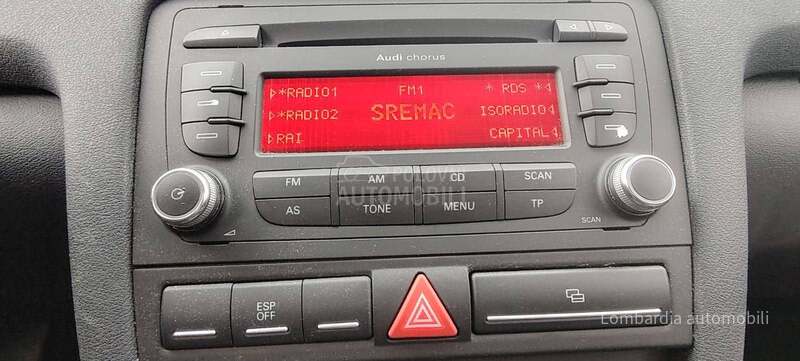 Audi chorus
▷*RADIO1 FM1 * RDS *◁
▷*RADIO2 SREMAC ISORADIO◁
▷RAI CAPITAL◁
FM AM CD SCAN
POLOVNI
AUTOMOBILI
AS TONE MENU TP
SCAN
ESP
OFF
Lombardia automobili